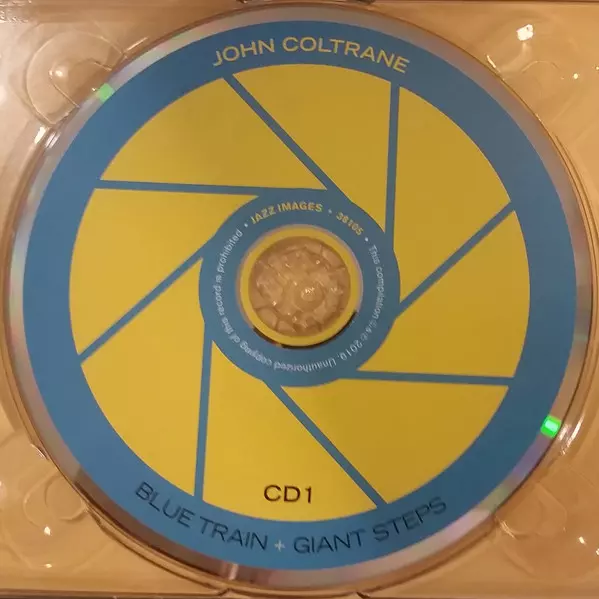 JOHN COLTRANE
• JAZZ IMAGES • 38105 • This compilation © & ℗ 2018. Unauthorized copying of this record is prohibited
CD1
BLUE TRAIN + GIANT STEPS